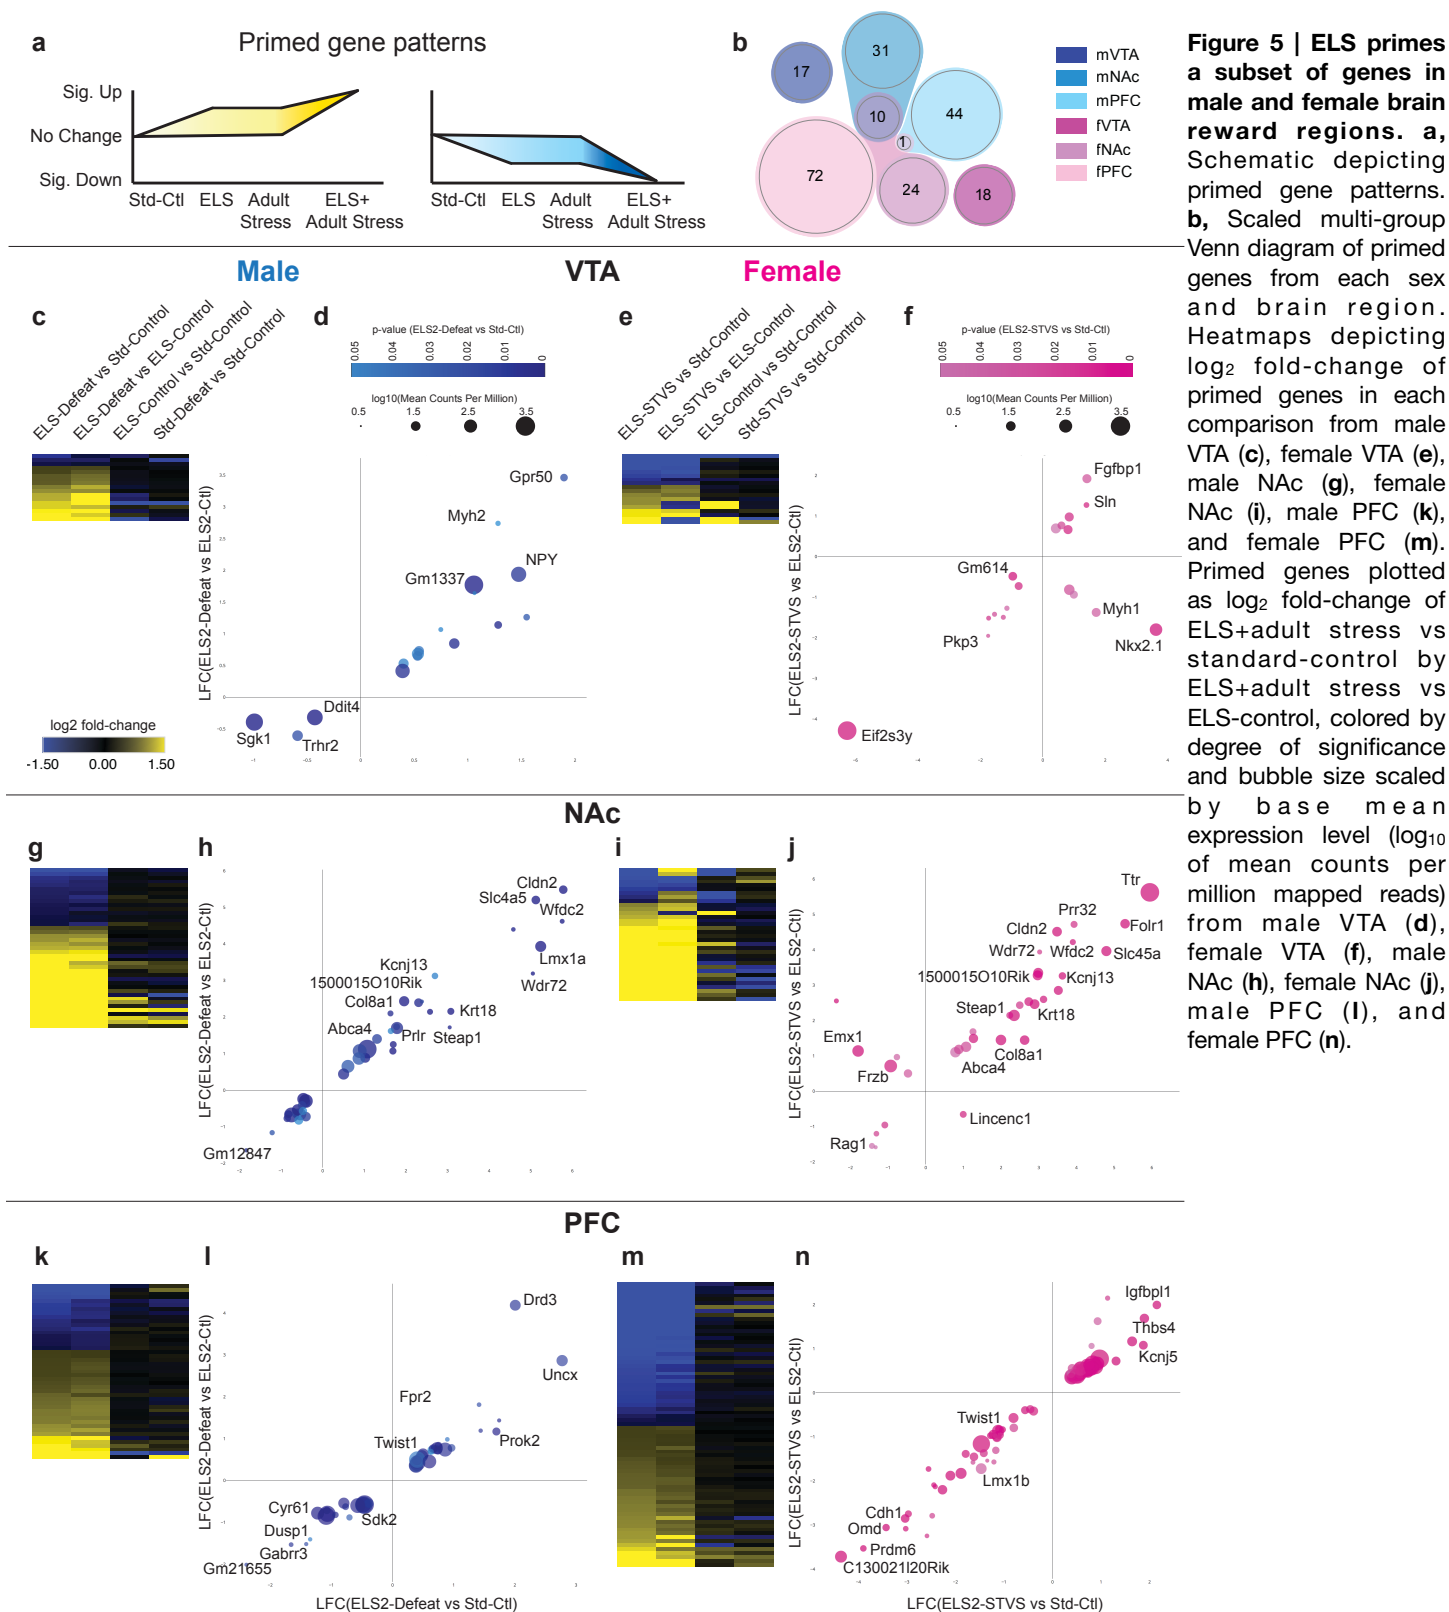 a
Primed gene patterns
Sig. Up
No Change
Sig. Down
Std-Ctl
ELS
Adult
Stress
ELS+
Adult Stress
Std-Ctl
ELS
Adult
Stress
ELS+
Adult Stress
b
17
31
44
10
1
72
24
18
mVTA
mNAc
mPFC
fVTA
fNAc
fPFC
Figure 5 | ELS primes
a subset of genes in
male and female brain
reward regions. a,
Schematic depicting
primed gene patterns.
b, Scaled multi-group
Venn diagram of primed
genes from each sex
and brain region.
Heatmaps depicting
log2 fold-change of
primed genes in each
comparison from male
VTA (c), female VTA (e),
male NAc (g), female
NAc (i), male PFC (k),
and female PFC (m).
Primed genes plotted
as log2 fold-change of
ELS+adult stress vs
standard-control by
ELS+adult stress vs
ELS-control, colored by
degree of significance
and bubble size scaled
by base mean
expression level (log10
of mean counts per
million mapped reads)
from male VTA (d),
female VTA (f), male
NAc (h), female NAc (j),
male PFC (l), and
female PFC (n).
Male
VTA
Female
c
ELS-Defeat vs Std-Control
ELS-Defeat vs ELS-Control
ELS-Control vs Std-Control
Std-Defeat vs Std-Control
log2 fold-change
-1.50 0.00 1.50
d
p-value (ELS2-Defeat vs Std-Ctl)
0.05 0.04 0.03 0.02 0.01 0
log10(Mean Counts Per Million)
0.5 1.5 2.5 3.5
LFC(ELS2-Defeat vs ELS2-Ctl)
Gpr50
Myh2
NPY
Gm1337
Ddit4
Sgk1
Trhr2
e
ELS-STVS vs Std-Control
ELS-STVS vs ELS-Control
ELS-Control vs Std-Control
Std-STVS vs Std-Control
f
p-value (ELS2-STVS vs Std-Ctl)
0.05 0.04 0.03 0.02 0.01 0
log10(Mean Counts Per Million)
0.5 1.5 2.5 3.5
LFC(ELS2-STVS vs ELS2-Ctl)
Fgfbp1
Sln
Gm614
Myh1
Pkp3
Nkx2.1
Eif2s3y
NAc
g
h
LFC(ELS2-Defeat vs ELS2-Ctl)
Cldn2
Slc4a5
Wfdc2
Lmx1a
Kcnj13
Wdr72
1500015O10Rik
Col8a1
Krt18
Abca4
Prlr
Steap1
Gm12847
i
j
LFC(ELS2-STVS vs ELS2-Ctl)
Ttr
Prr32
Cldn2
Folr1
Wdr72
Wfdc2
Slc45a
1500015O10Rik
Kcnj13
Steap1
Krt18
Emx1
Col8a1
Frzb
Abca4
Lincenc1
Rag1
PFC
k
l
LFC(ELS2-Defeat vs ELS2-Ctl)
Drd3
Uncx
Fpr2
Twist1
Prok2
Cyr61
Sdk2
Dusp1
Gabrr3
Gm21655
LFC(ELS2-Defeat vs Std-Ctl)
m
n
LFC(ELS2-STVS vs ELS2-Ctl)
Igfbpl1
Thbs4
Kcnj5
Twist1
Lmx1b
Cdh1
Omd
Prdm6
C130021I20Rik
LFC(ELS2-STVS vs Std-Ctl)